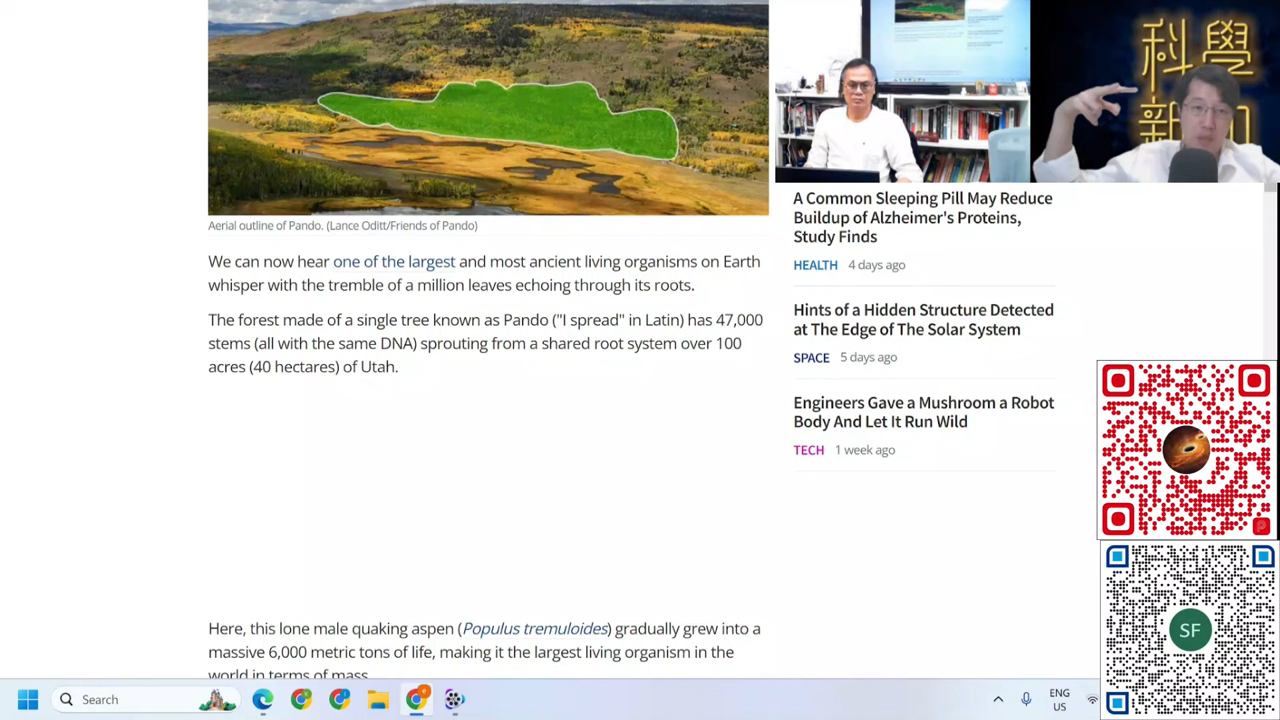 科學
新知
Aerial outline of Pando. (Lance Oditt/Friends of Pando)
We can now hear one of the largest and most ancient living organisms on Earth
whisper with the tremble of a million leaves echoing through its roots.
The forest made of a single tree known as Pando ("I spread" in Latin) has 47,000
stems (all with the same DNA) sprouting from a shared root system over 100
acres (40 hectares) of Utah.
Here, this lone male quaking aspen (Populus tremuloides) gradually grew into a
massive 6,000 metric tons of life, making it the largest living organism in the
world in terms of mass.
A Common Sleeping Pill May Reduce
Buildup of Alzheimer's Proteins,
Study Finds
HEALTH 4 days ago
Hints of a Hidden Structure Detected
at The Edge of The Solar System
SPACE 5 days ago
Engineers Gave a Mushroom a Robot
Body And Let It Run Wild
TECH 1 week ago
SF
Search
ENG
US